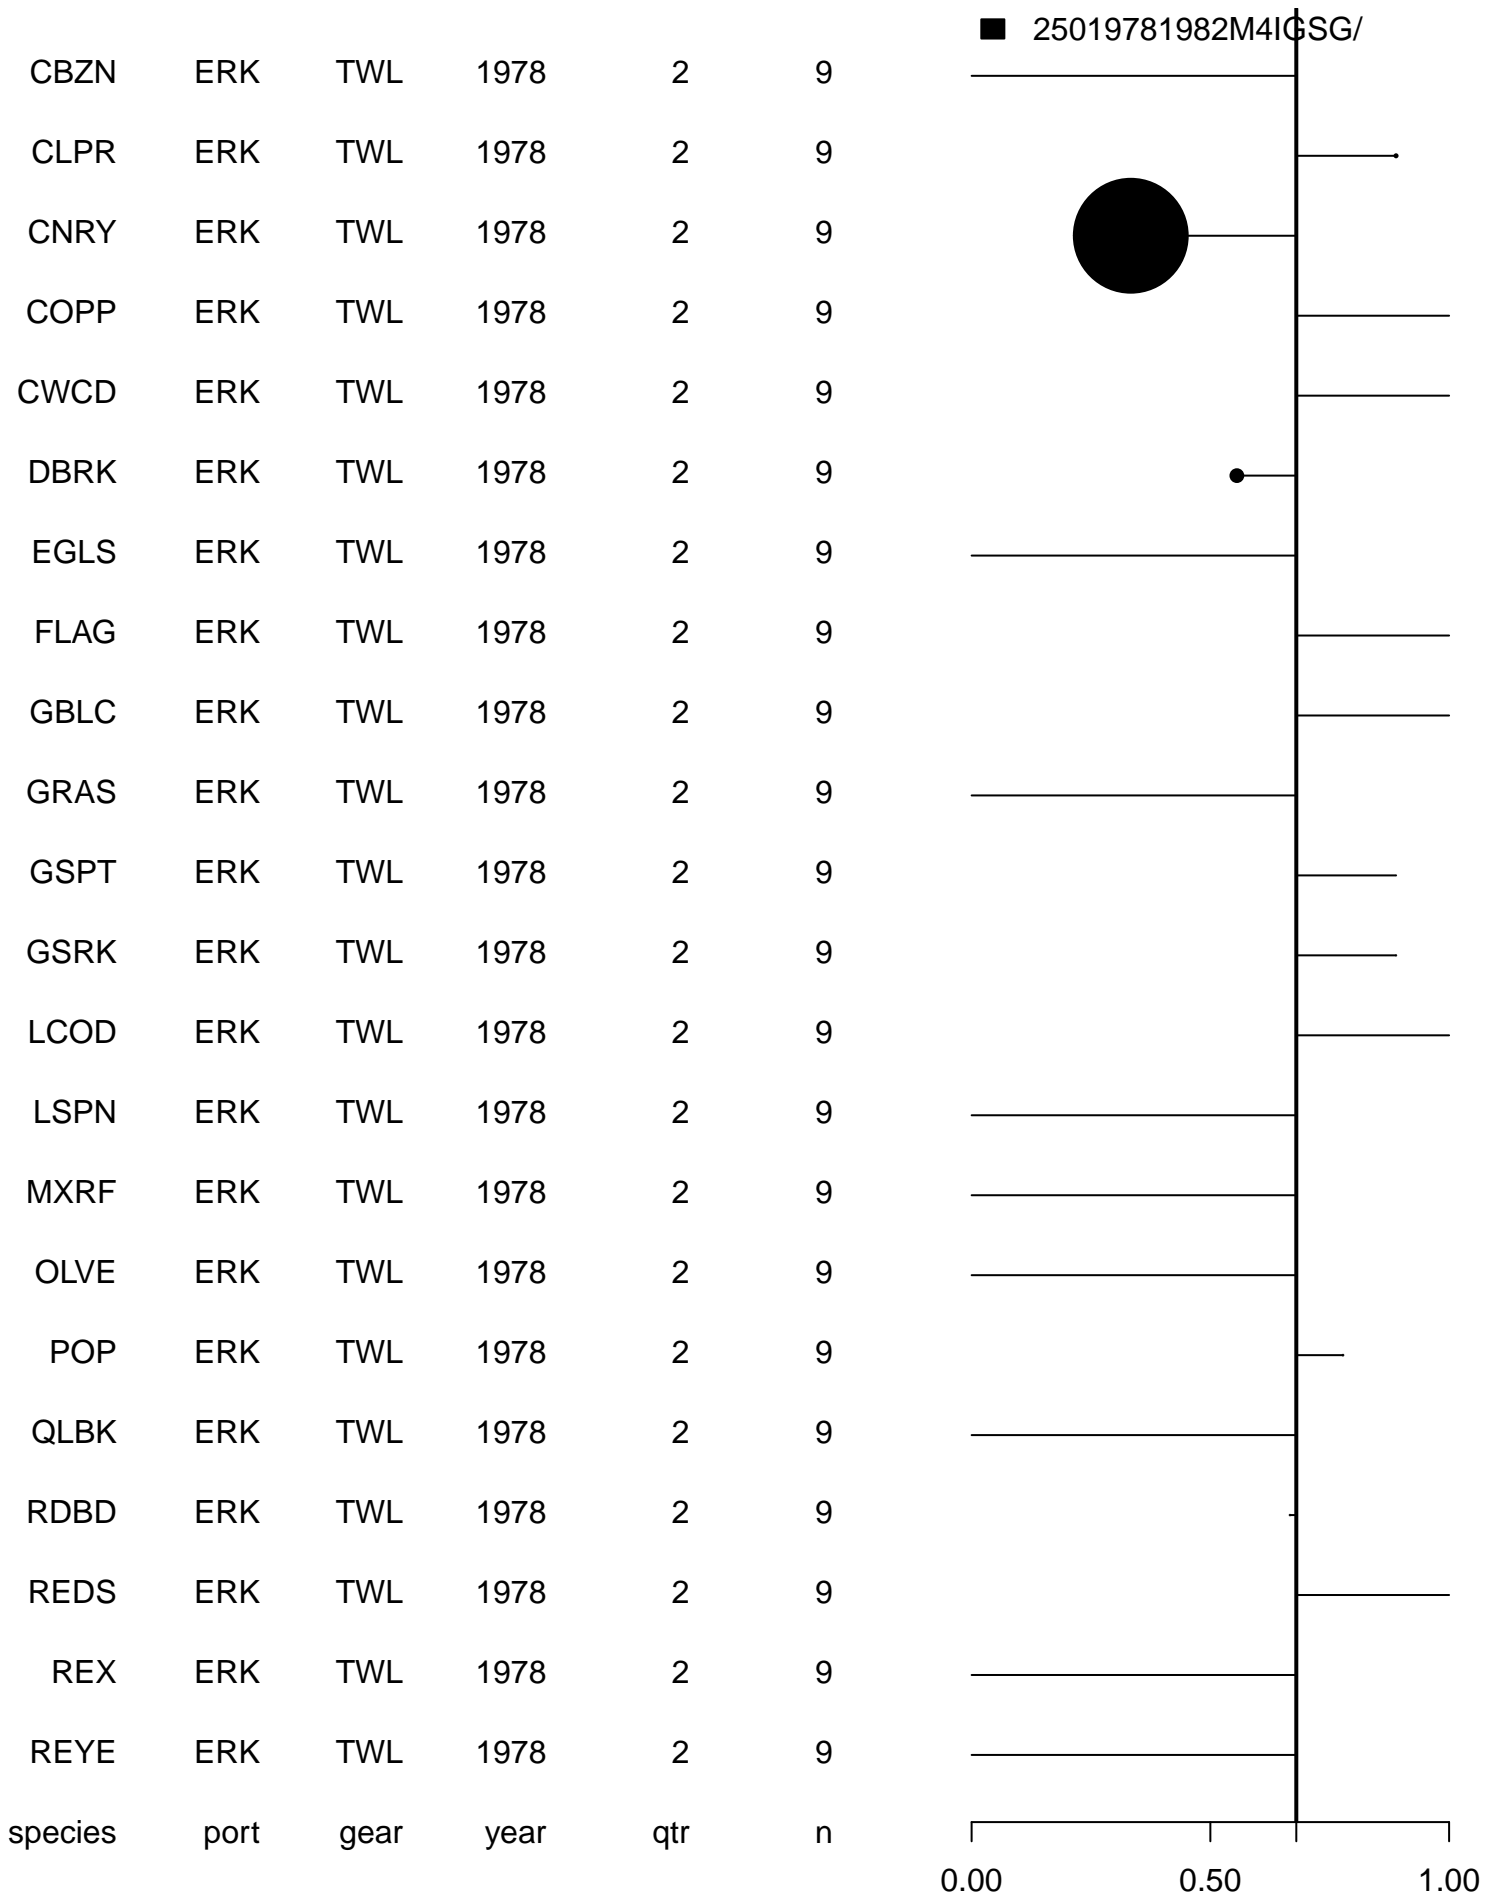 25019781982M4IGSG/
CBZN ERK TWL 1978 2 9
CLPR ERK TWL 1978 2 9
CNRY ERK TWL 1978 2 9
COPP ERK TWL 1978 2 9
CWCD ERK TWL 1978 2 9
DBRK ERK TWL 1978 2 9
EGLS ERK TWL 1978 2 9
FLAG ERK TWL 1978 2 9
GBLC ERK TWL 1978 2 9
GRAS ERK TWL 1978 2 9
GSPT ERK TWL 1978 2 9
GSRK ERK TWL 1978 2 9
LCOD ERK TWL 1978 2 9
LSPN ERK TWL 1978 2 9
MXRF ERK TWL 1978 2 9
OLVE ERK TWL 1978 2 9
POP ERK TWL 1978 2 9
QLBK ERK TWL 1978 2 9
RDBD ERK TWL 1978 2 9
REDS ERK TWL 1978 2 9
REX ERK TWL 1978 2 9
REYE ERK TWL 1978 2 9
species port gear year qtr n
0.00 0.50 1.00